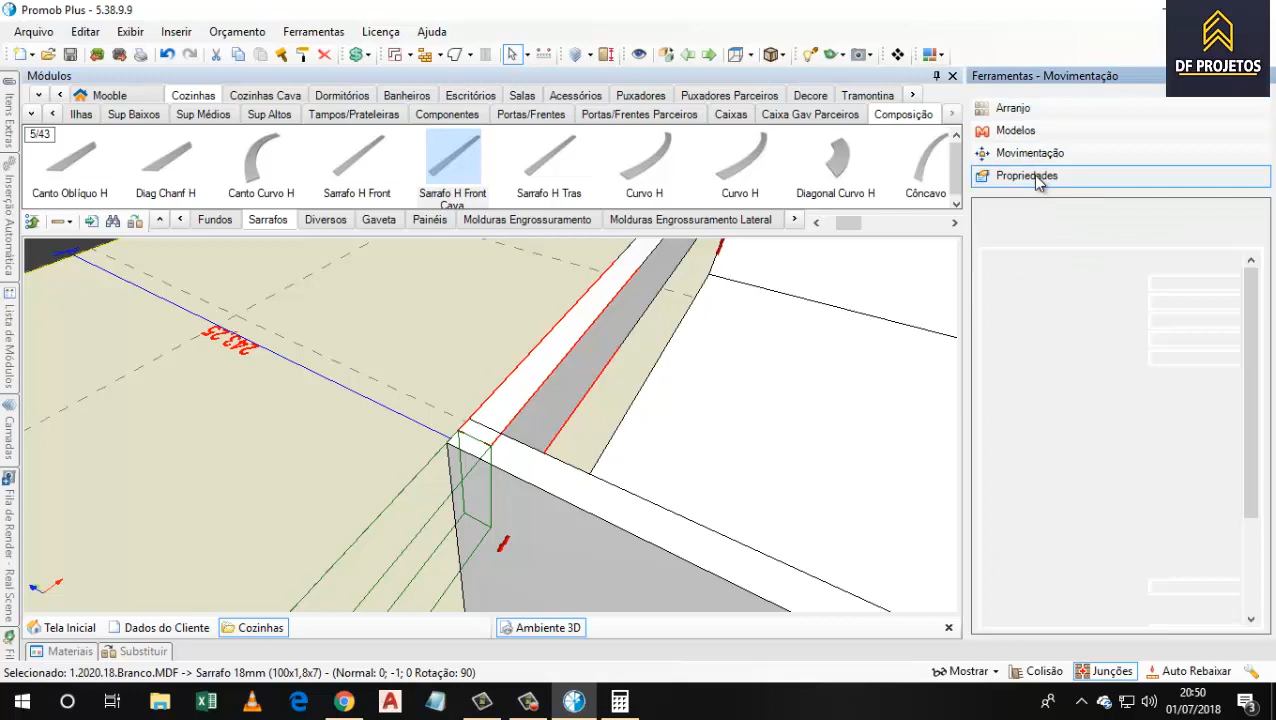 Promob Plus - 5.38.9.9
DF PROJETOS
Arquivo Editar Exibir Inserir Orçamento Ferramentas Licença Ajuda
Módulos
Ferramentas - Movimentação
Mooble Cozinhas Cozinhas Cava Dormitórios Banheiros Escritórios Salas Acessórios Puxadores Puxadores Parceiros Decore Tramontina
Ilhas Sup Baixos Sup Médios Sup Altos Tampos/Prateleiras Componentes Portas/Frentes Portas/Frentes Parceiros Caixas Caixa Gav Parceiros Composição
5/43
Canto Oblíquo H Diag Chanf H Canto Curvo H Sarrafo H Front Sarrafo H Front Cava Sarrafo H Tras Curvo H Curvo H Diagonal Curvo H Côncavo
Fundos Sarrafos Diversos Gaveta Painéis Molduras Engrossuramento Molduras Engrossuramento Lateral
Arranjo
Modelos
Movimentação
Propriedades
Itens Extras
Inserção Automática
Lista de Módulos
Camadas
Fila de Render - Real Scene
Fi
243,25
Tela Inicial Dados do Cliente Cozinhas Ambiente 3D
Materiais Substituir
Selecionado: 1.2020.18.Branco.MDF -> Sarrafo 18mm (100x1,8x7) - (Normal: 0; -1; 0 Rotação: 90)
Mostrar Colisão Junções Auto Rebaixar
20:50
01/07/2018
3